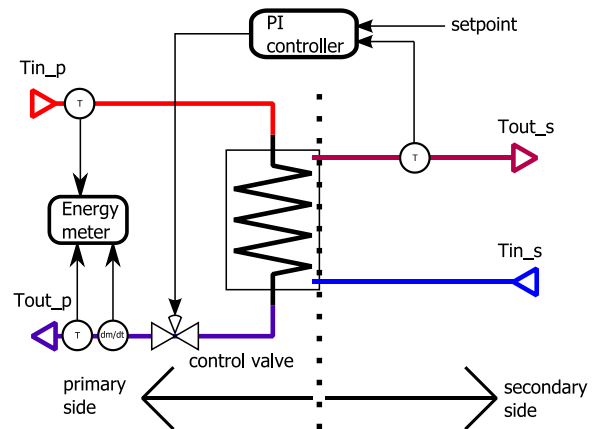 PI
controller
setpoint
Tin_p
T
Tout_s
T
Energy
meter
Tin_s
Tout_p
T
dm/dt
control valve
primary
side
secondary
side